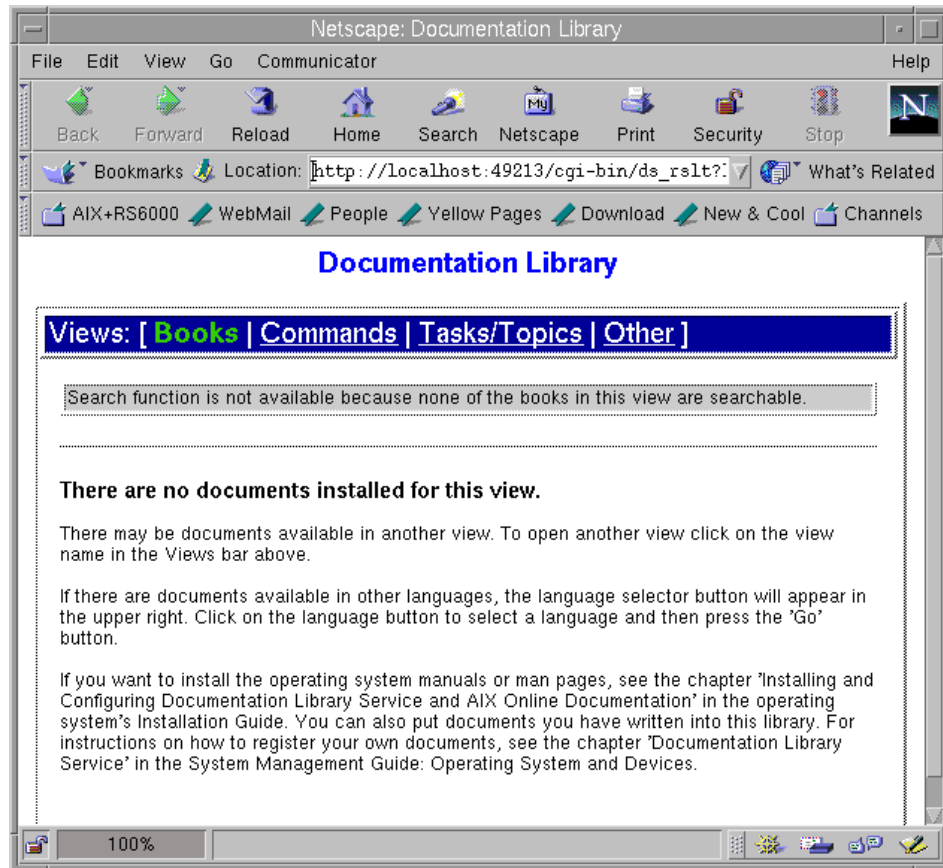 Netscape: Documentation Library
File Edit View Go Communicator Help
Back Forward Reload Home Search Netscape Print Security Stop
My
N
Bookmarks Location: http://localhost:49213/cgi-bin/ds_rslt? What's Related
AIX+RS6000 WebMail People Yellow Pages Download New & Cool Channels
Documentation Library
Views: [ Books | Commands | Tasks/Topics | Other ]
Search function is not available because none of the books in this view are searchable.
There are no documents installed for this view.
There may be documents available in another view. To open another view click on the view
name in the Views bar above.
If there are documents available in other languages, the language selector button will appear in
the upper right. Click on the language button to select a language and then press the 'Go'
button.
If you want to install the operating system manuals or man pages, see the chapter 'Installing and
Configuring Documentation Library Service and AIX Online Documentation' in the operating
system's Installation Guide. You can also put documents you have written into this library. For
instructions on how to register your own documents, see the chapter 'Documentation Library
Service' in the System Management Guide: Operating System and Devices.
100%